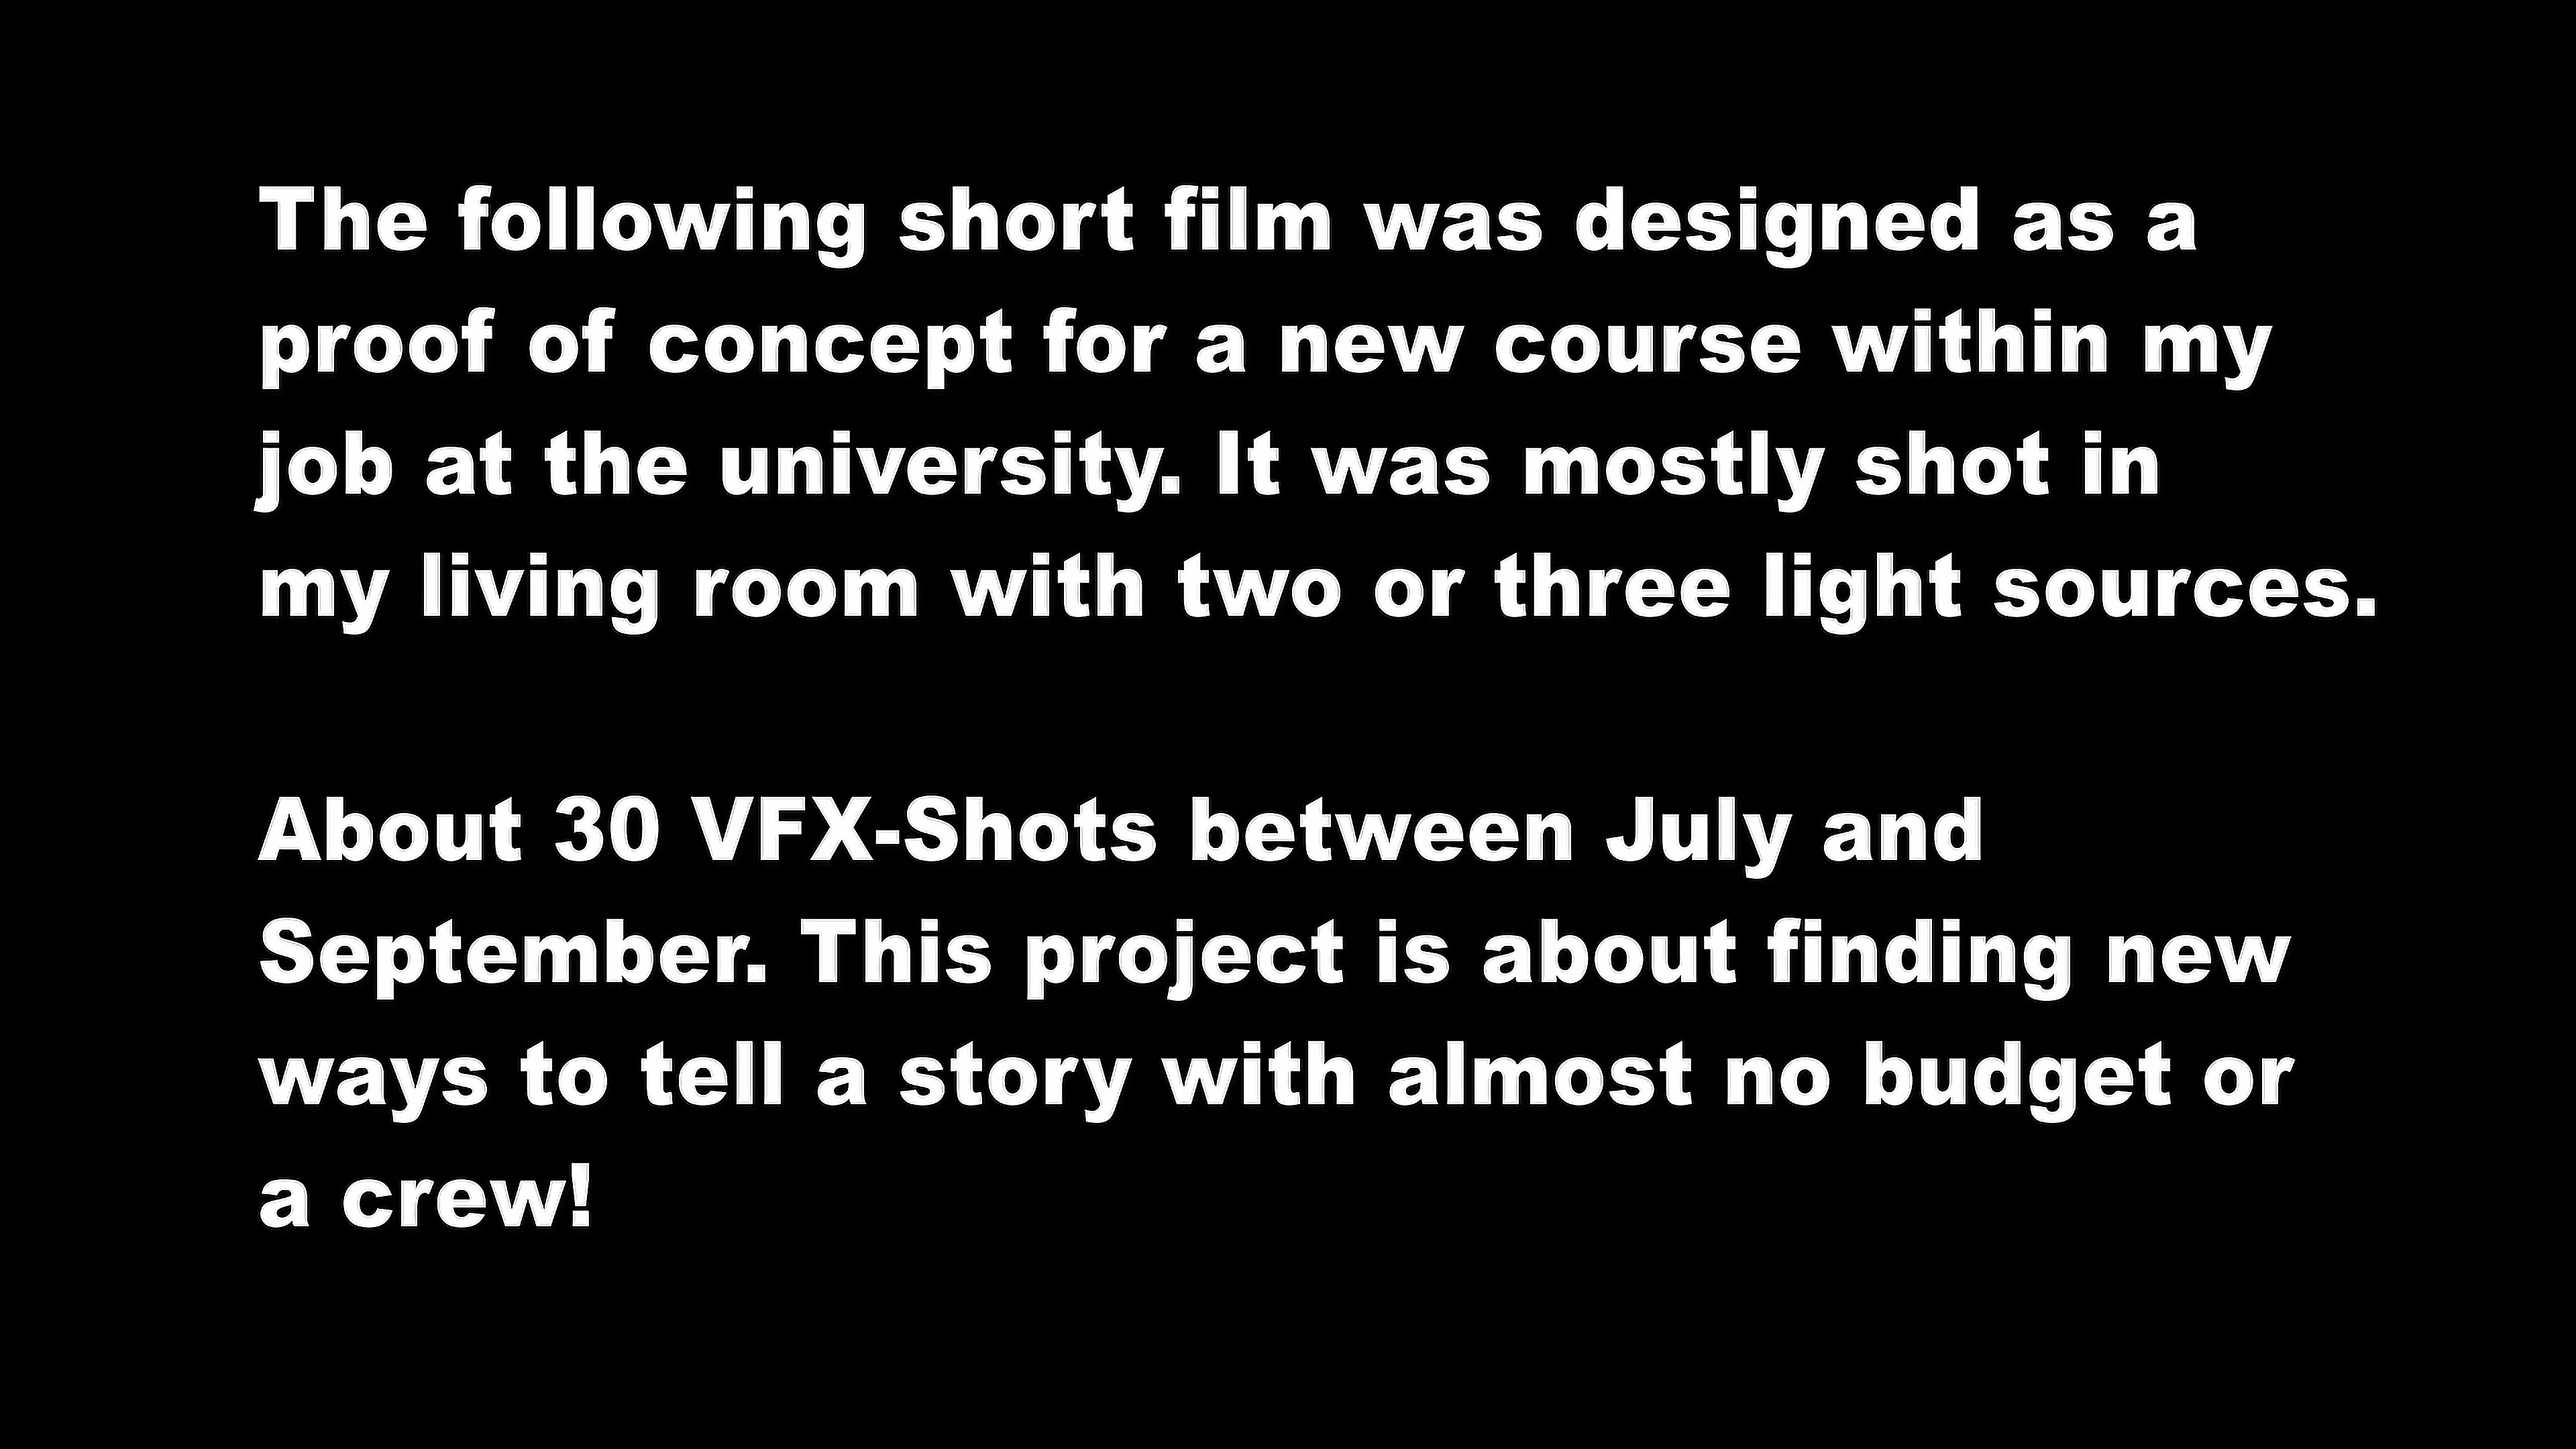 The following short film was designed as a
proof of concept for a new course within my
job at the university. It was mostly shot in
my living room with two or three light sources.
About 30 VFX-Shots between July and
September. This project is about finding new
ways to tell a story with almost no budget or
a crew!